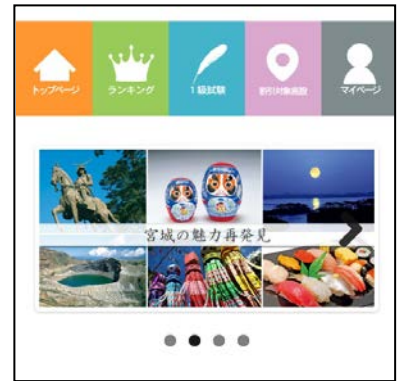 トップページ
ランキング
1級試験
割引対象施設
マイページ
宮城の魅力再発見